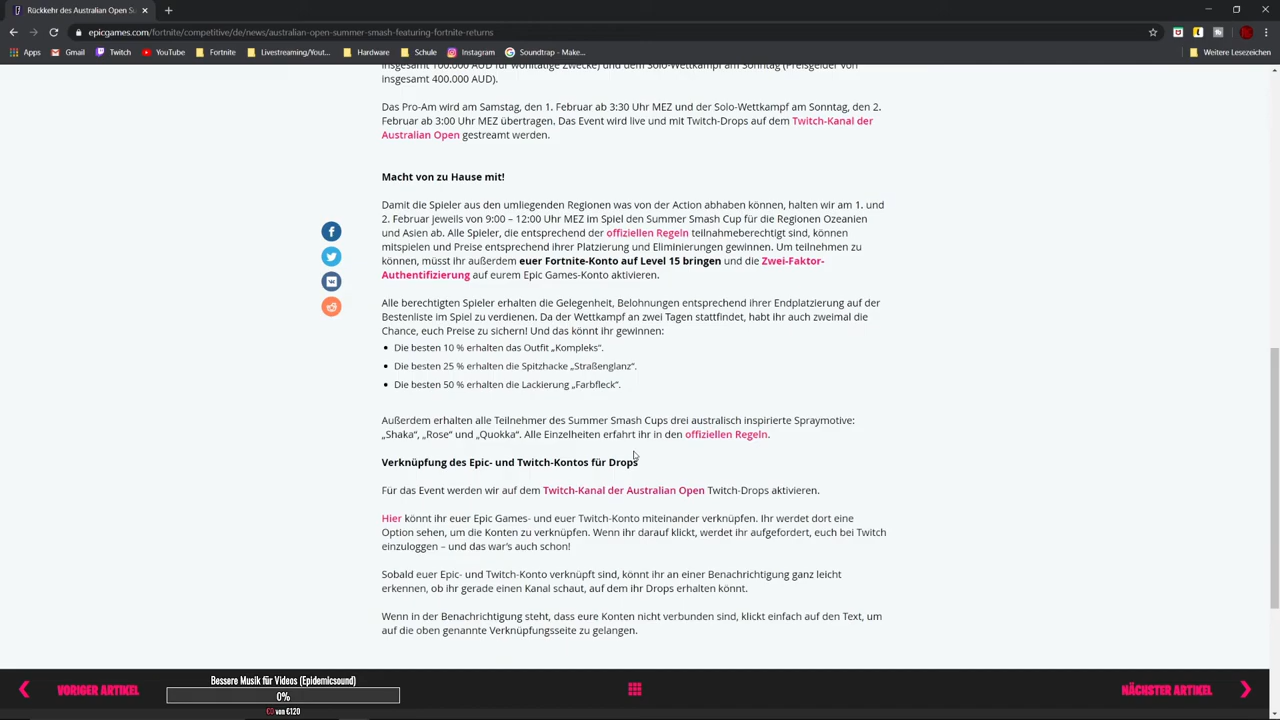 Rückkehr des Australian Open Su
epicgames.com/fortnite/competitive/de/news/australian-open-summer-smash-featuring-fortnite-returns
Apps Gmail Twitch YouTube Fortnite Livestreaming/Yout... Hardware Schule Instagram Soundtrap - Make... Weitere Lesezeichen
insgesamt 100.000 AUD für wohltätige Zwecke) und dem Solo-Wettkampf am Sonntag (Preisgelder von
insgesamt 400.000 AUD).
Das Pro-Am wird am Samstag, den 1. Februar ab 3:30 Uhr MEZ und der Solo-Wettkampf am Sonntag, den 2.
Februar ab 3:00 Uhr MEZ übertragen. Das Event wird live und mit Twitch-Drops auf dem Twitch-Kanal der
Australian Open gestreamt werden.
Macht von zu Hause mit!
Damit die Spieler aus den umliegenden Regionen was von der Action abhaben können, halten wir am 1. und
2. Februar jeweils von 9:00 – 12:00 Uhr MEZ im Spiel den Summer Smash Cup für die Regionen Ozeanien
und Asien ab. Alle Spieler, die entsprechend der offiziellen Regeln teilnahmeberechtigt sind, können
mitspielen und Preise entsprechend ihrer Platzierung und Eliminierungen gewinnen. Um teilnehmen zu
können, müsst ihr außerdem euer Fortnite-Konto auf Level 15 bringen und die Zwei-Faktor-
Authentifizierung auf eurem Epic Games-Konto aktivieren.
Alle berechtigten Spieler erhalten die Gelegenheit, Belohnungen entsprechend ihrer Endplatzierung auf der
Bestenliste im Spiel zu verdienen. Da der Wettkampf an zwei Tagen stattfindet, habt ihr auch zweimal die
Chance, euch Preise zu sichern! Und das könnt ihr gewinnen:
• Die besten 10 % erhalten das Outfit „Kompleks“.
• Die besten 25 % erhalten die Spitzhacke „Straßenglanz“.
• Die besten 50 % erhalten die Lackierung „Farbfleck“.
Außerdem erhalten alle Teilnehmer des Summer Smash Cups drei australisch inspirierte Spraymotive:
„Shaka“, „Rose“ und „Quokka“. Alle Einzelheiten erfahrt ihr in den offiziellen Regeln.
Verknüpfung des Epic- und Twitch-Kontos für Drops
Für das Event werden wir auf dem Twitch-Kanal der Australian Open Twitch-Drops aktivieren.
Hier könnt ihr euer Epic Games- und euer Twitch-Konto miteinander verknüpfen. Ihr werdet dort eine
Option sehen, um die Konten zu verknüpfen. Wenn ihr darauf klickt, werdet ihr aufgefordert, euch bei Twitch
einzuloggen – und das war’s auch schon!
Sobald euer Epic- und Twitch-Konto verknüpft sind, könnt ihr an einer Benachrichtigung ganz leicht
erkennen, ob ihr gerade einen Kanal schaut, auf dem ihr Drops erhalten könnt.
Wenn in der Benachrichtigung steht, dass eure Konten nicht verbunden sind, klickt einfach auf den Text, um
auf die oben genannte Verknüpfungsseite zu gelangen.
VORIGER ARTIKEL
Bessere Musik für Videos (Epidemicsound)
0%
€0 von €120
NÄCHSTER ARTIKEL